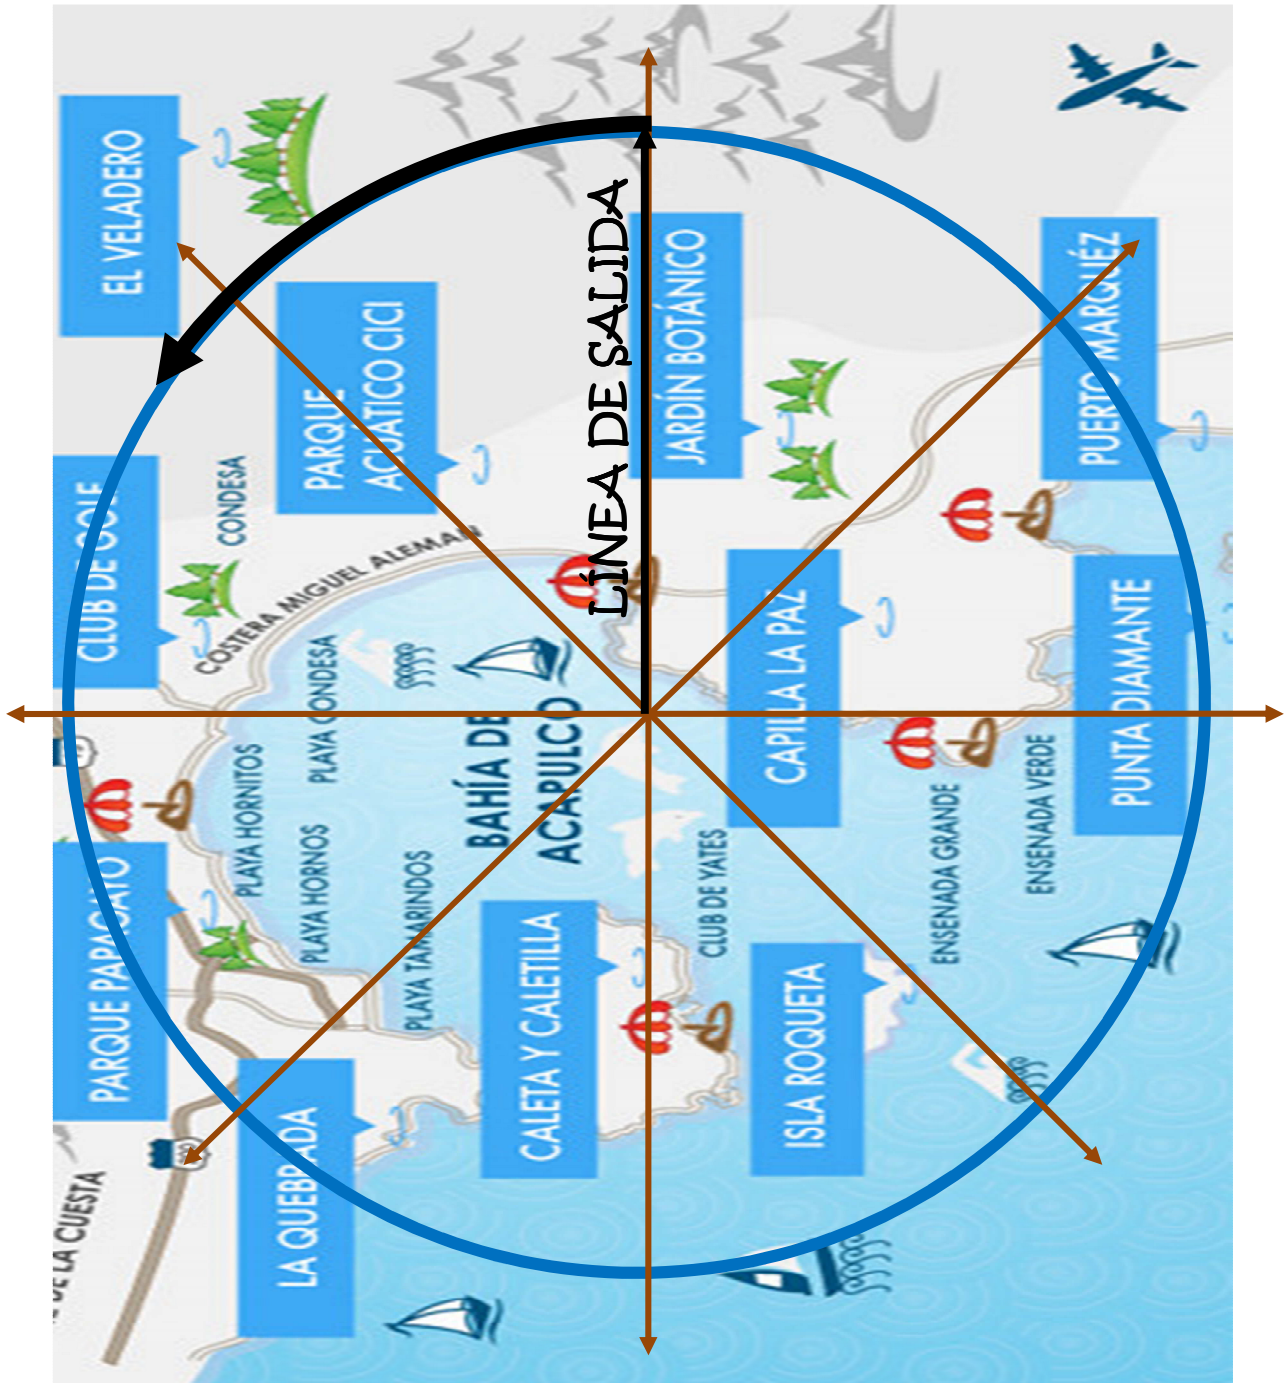 EL VELADERO
PARQUE
ACUÁTICO CICI
LÍNEA DE SALIDA
JARDÍN BOTÁNICO
PUERTO MARQUÉZ
CLUB DE GOLF
CONDESA
COSTERA MIGUEL ALEMAN
PLAYA CONDESA
BAHÍA DE
ACAPULCO
CAPILLA LA PAZ
PUNTA DIAMANTE
PLAYA HORNITOS
PLAYA HORNOS
PLAYA TAMARINDOS
CLUB DE YATES
ENSENADA GRANDE
ENSENADA VERDE
PARQUE PAPAGAYO
CALETA Y CALETILLA
ISLA ROQUETA
LA QUEBRADA
DE LA CUESTA